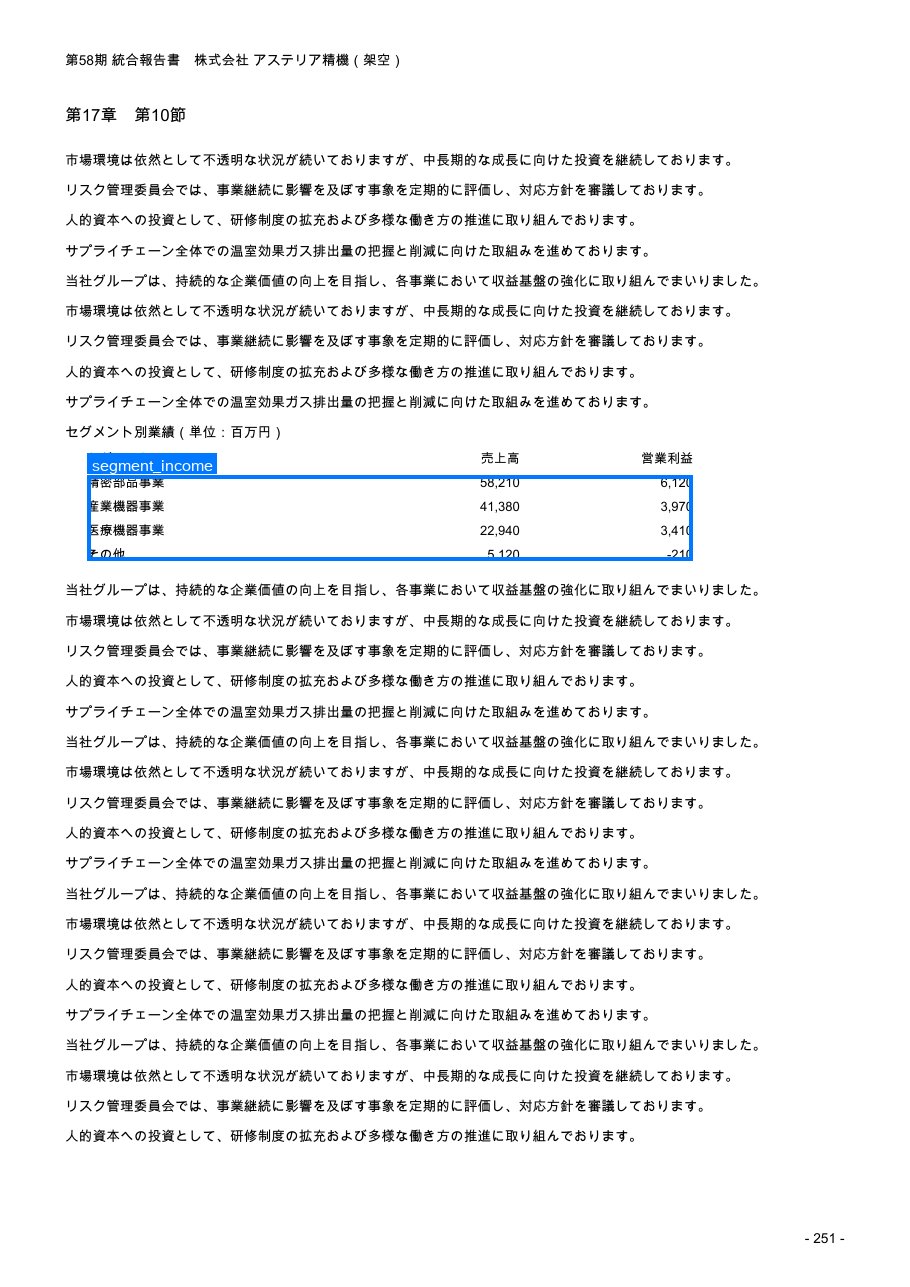 第58期 統合報告書　株式会社 アステリア精機（架空）
第17章　第10節
市場環境は依然として不透明な状況が続いておりますが、中長期的な成長に向けた投資を継続しております。
リスク管理委員会では、事業継続に影響を及ぼす事象を定期的に評価し、対応方針を審議しております。
人的資本への投資として、研修制度の拡充および多様な働き方の推進に取り組んでおります。
サプライチェーン全体での温室効果ガス排出量の把握と削減に向けた取組みを進めております。
当社グループは、持続的な企業価値の向上を目指し、各事業において収益基盤の強化に取り組んでまいりました。
市場環境は依然として不透明な状況が続いておりますが、中長期的な成長に向けた投資を継続しております。
リスク管理委員会では、事業継続に影響を及ぼす事象を定期的に評価し、対応方針を審議しております。
人的資本への投資として、研修制度の拡充および多様な働き方の推進に取り組んでおります。
サプライチェーン全体での温室効果ガス排出量の把握と削減に向けた取組みを進めております。
セグメント別業績（単位：百万円）
売上高 営業利益
segment_income
精密部品事業 58,210 6,120
産業機器事業 41,380 3,970
医療機器事業 22,940 3,410
その他 5,120 -210
当社グループは、持続的な企業価値の向上を目指し、各事業において収益基盤の強化に取り組んでまいりました。
市場環境は依然として不透明な状況が続いておりますが、中長期的な成長に向けた投資を継続しております。
リスク管理委員会では、事業継続に影響を及ぼす事象を定期的に評価し、対応方針を審議しております。
人的資本への投資として、研修制度の拡充および多様な働き方の推進に取り組んでおります。
サプライチェーン全体での温室効果ガス排出量の把握と削減に向けた取組みを進めております。
当社グループは、持続的な企業価値の向上を目指し、各事業において収益基盤の強化に取り組んでまいりました。
市場環境は依然として不透明な状況が続いておりますが、中長期的な成長に向けた投資を継続しております。
リスク管理委員会では、事業継続に影響を及ぼす事象を定期的に評価し、対応方針を審議しております。
人的資本への投資として、研修制度の拡充および多様な働き方の推進に取り組んでおります。
サプライチェーン全体での温室効果ガス排出量の把握と削減に向けた取組みを進めております。
当社グループは、持続的な企業価値の向上を目指し、各事業において収益基盤の強化に取り組んでまいりました。
市場環境は依然として不透明な状況が続いておりますが、中長期的な成長に向けた投資を継続しております。
リスク管理委員会では、事業継続に影響を及ぼす事象を定期的に評価し、対応方針を審議しております。
人的資本への投資として、研修制度の拡充および多様な働き方の推進に取り組んでおります。
サプライチェーン全体での温室効果ガス排出量の把握と削減に向けた取組みを進めております。
当社グループは、持続的な企業価値の向上を目指し、各事業において収益基盤の強化に取り組んでまいりました。
市場環境は依然として不透明な状況が続いておりますが、中長期的な成長に向けた投資を継続しております。
リスク管理委員会では、事業継続に影響を及ぼす事象を定期的に評価し、対応方針を審議しております。
人的資本への投資として、研修制度の拡充および多様な働き方の推進に取り組んでおります。
- 251 -